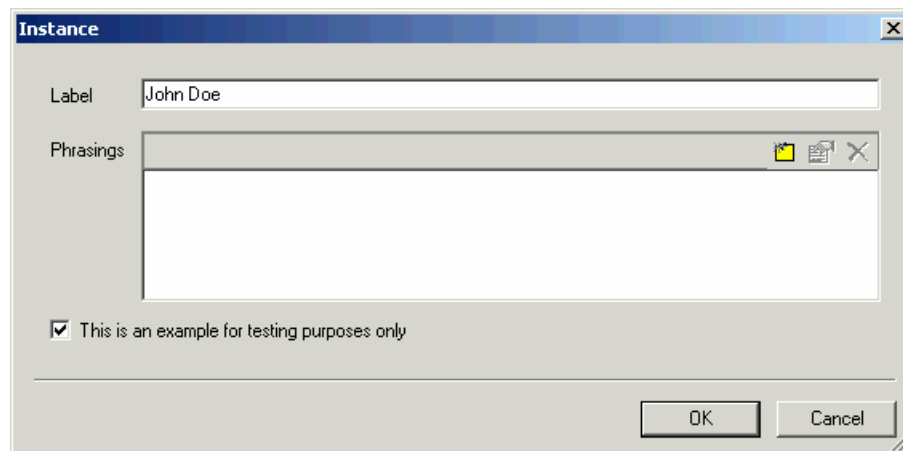 Instance
Label John Doe
Phrasings
This is an example for testing purposes only
OK Cancel